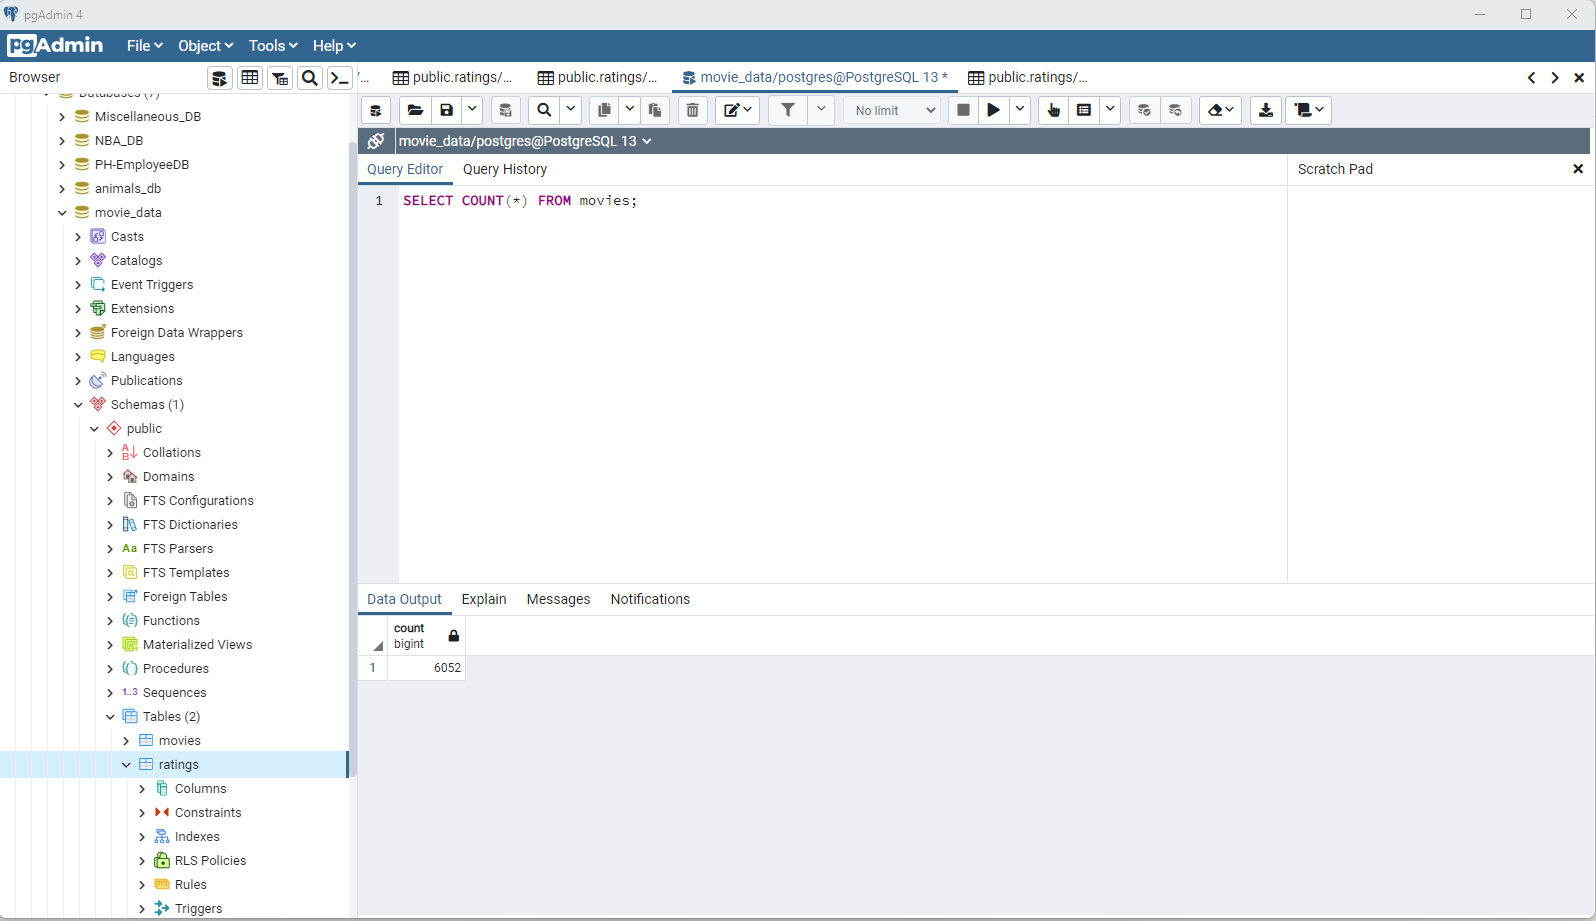 pgAdmin 4
pgAdmin
File
Object
Tools
Help
Browser
/...
public.ratings/...
public.ratings/...
movie_data/postgres@PostgreSQL 13 *
public.ratings/...
No limit
movie_data/postgres@PostgreSQL 13
Query Editor
Query History
Scratch Pad
1
SELECT COUNT(*) FROM movies;
Databases (7)
Miscellaneous_DB
NBA_DB
PH-EmployeeDB
animals_db
movie_data
Casts
Catalogs
Event Triggers
Extensions
Foreign Data Wrappers
Languages
Publications
Schemas (1)
public
Collations
Domains
FTS Configurations
FTS Dictionaries
Aa FTS Parsers
FTS Templates
Foreign Tables
Functions
Materialized Views
Procedures
1..3 Sequences
Tables (2)
movies
ratings
Columns
Constraints
Indexes
RLS Policies
Rules
Triggers
Data Output
Explain
Messages
Notifications
count
bigint
1
6052